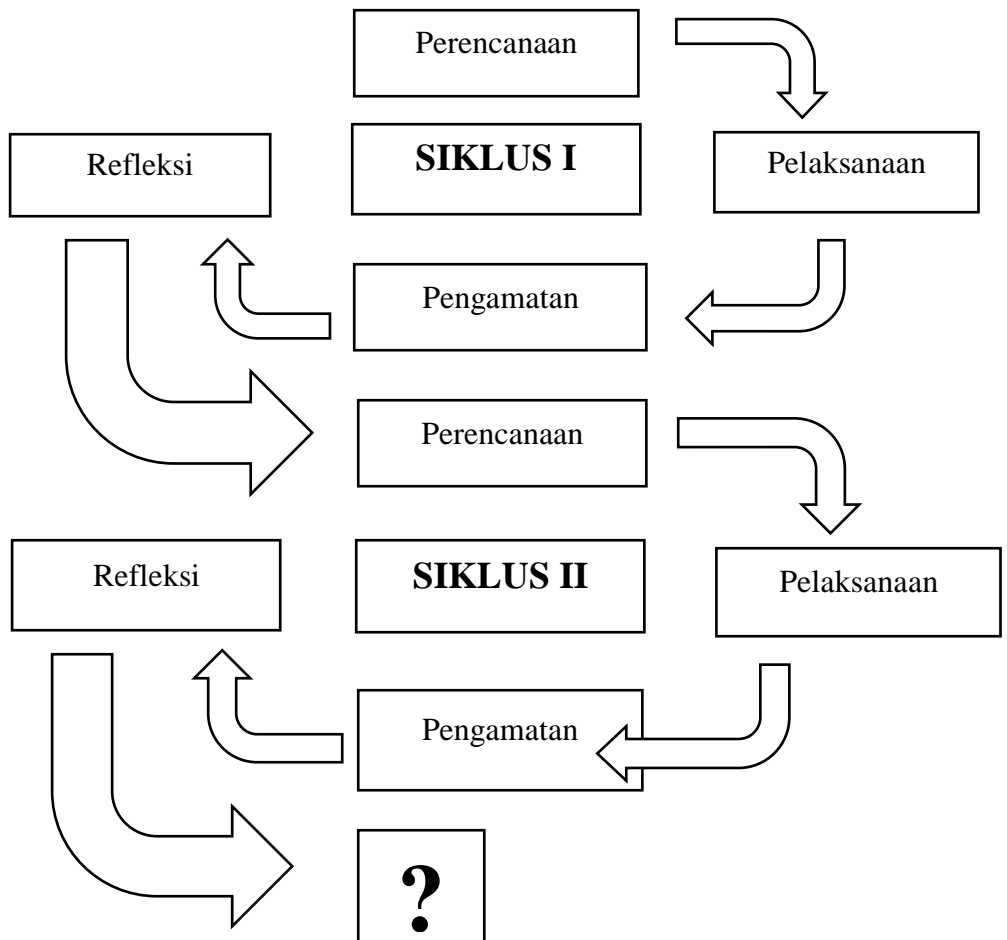 Perencanaan
Refleksi
SIKLUS I
Pelaksanaan
Pengamatan
Perencanaan
Refleksi
SIKLUS II
Pelaksanaan
Pengamatan
?